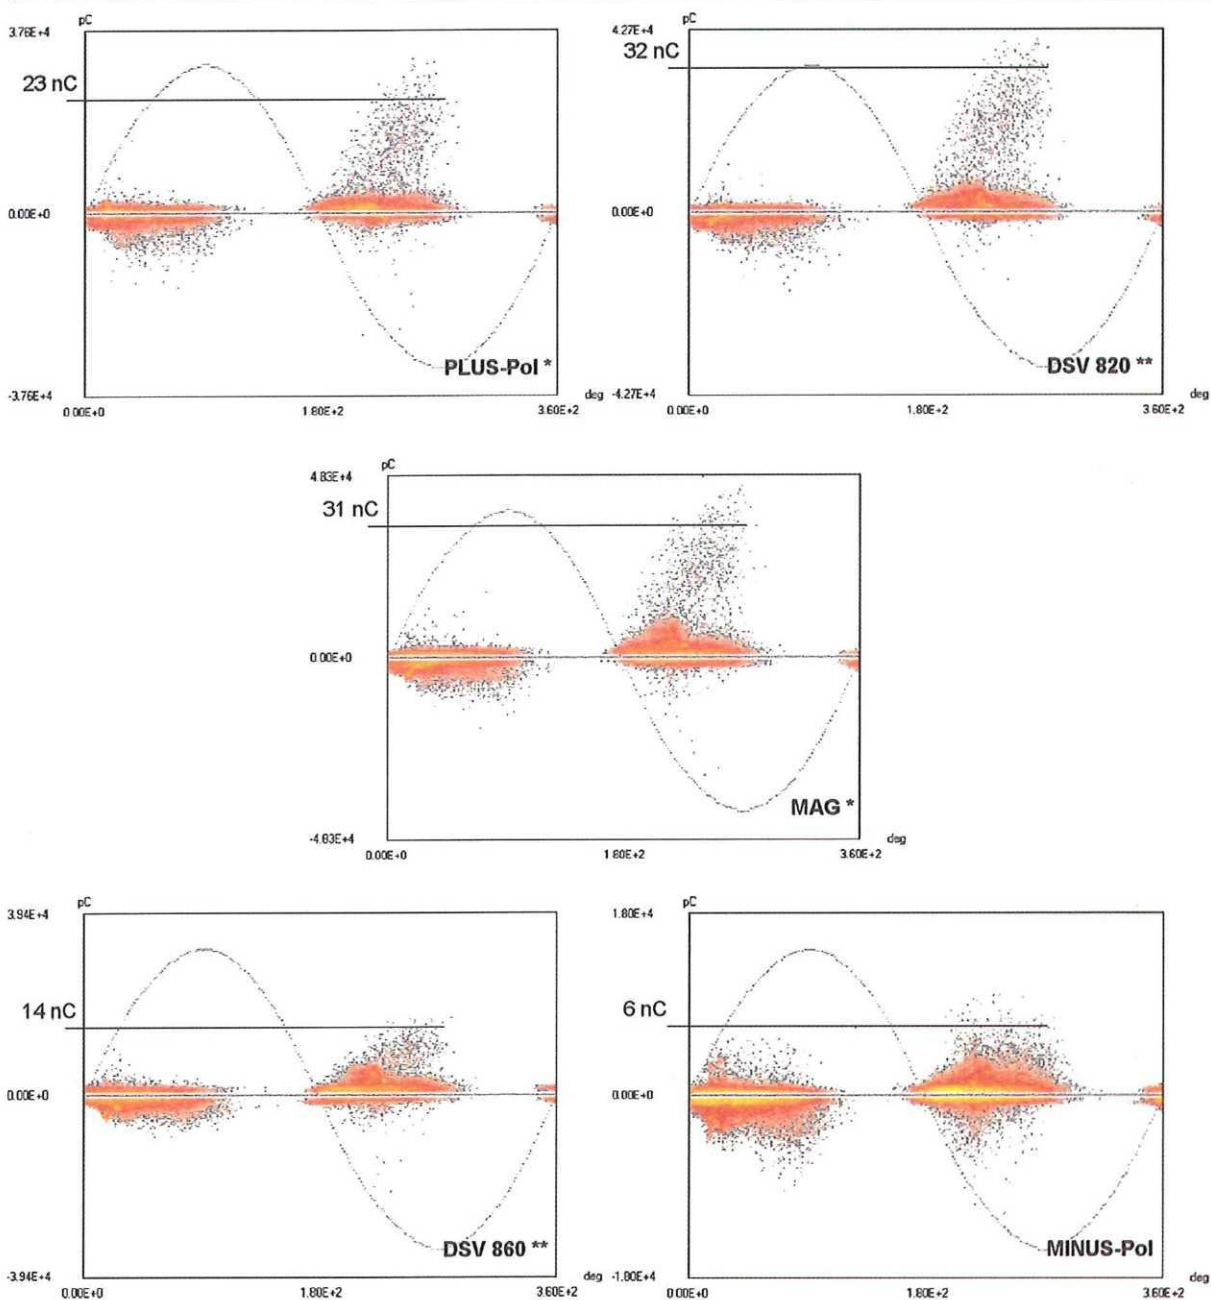 pC
3.76E+4
23 nC
0.00E+0
PLUS-Pol *
-3.76E+4
deg
0.00E+0 1.80E+2 3.60E+2
pC
4.27E+4
32 nC
0.00E+0
DSV 820 **
-4.27E+4
deg
0.00E+0 1.80E+2 3.60E+2
pC
4.83E+4
31 nC
0.00E+0
MAG *
-4.83E+4
deg
0.00E+0 1.80E+2 3.60E+2
pC
3.94E+4
14 nC
0.00E+0
DSV 860 **
-3.94E+4
deg
0.00E+0 1.80E+2 3.60E+2
pC
1.80E+4
6 nC
0.00E+0
MINUS-Pol
-1.80E+4
deg
0.00E+0 1.80E+2 3.60E+2